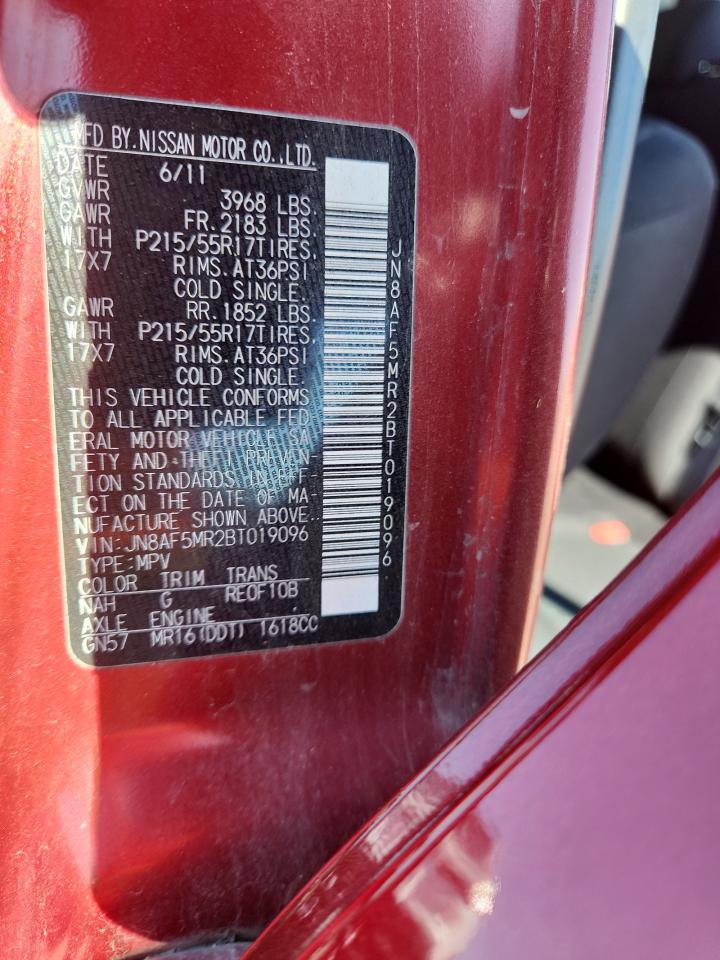 MFD BY.NISSAN MOTOR CO.,LTD.
DATE 6/11
GVWR 3968 LBS.
GAWR FR.2183 LBS.
WITH P215/55R17TIRES.
17X7 RIMS.AT36PSI
COLD SINGLE.
GAWR RR.1852 LBS.
WITH P215/55R17TIRES.
17X7 RIMS.AT36PSI
COLD SINGLE.
THIS VEHICLE CONFORMS
TO ALL APPLICABLE FED
ERAL MOTOR VEHICLE SA
FETY AND THEFT PREVEN
TION STANDARDS IN EFF-
ECT ON THE DATE OF MA-
NUFACTURE SHOWN ABOVE.
VIN:JN8AF5MR2BT019096
TYPE:MPV
COLOR TRIM TRANS
NAH G RE0F10B
AXLE ENGINE
GN57 MR16(DDT) 1618CC
JN8AF5MR2BT019096